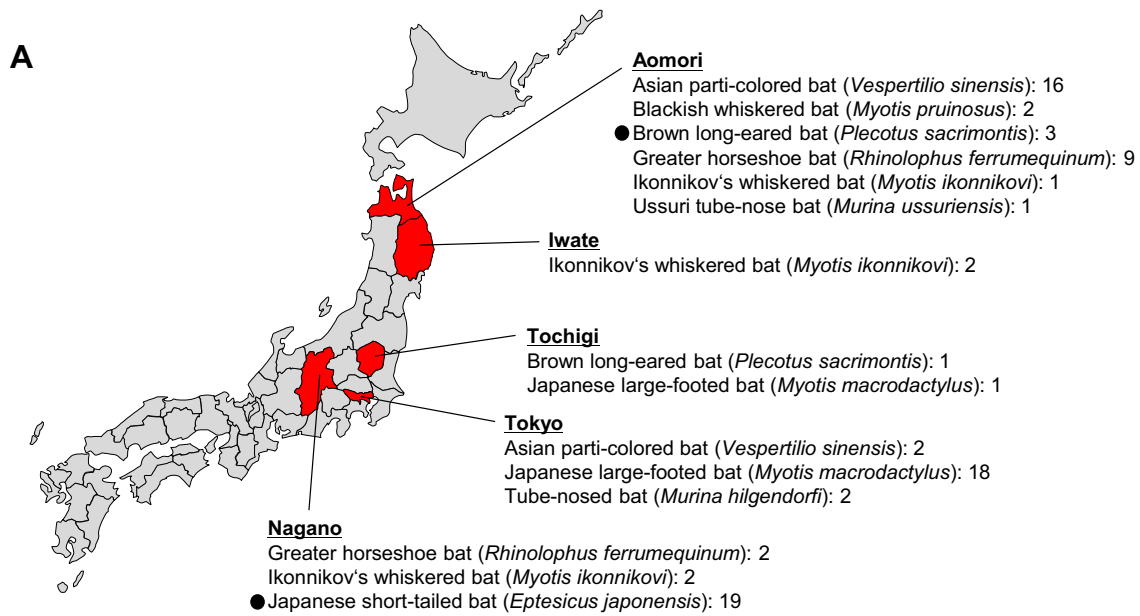 A
Aomori
Asian parti-colored bat (Vespertilio sinensis): 16
Blackish whiskered bat (Myotis pruinosus): 2
●Brown long-eared bat (Plecotus sacrimontis): 3
Greater horseshoe bat (Rhinolophus ferrumequinum): 9
Ikonnikov‘s whiskered bat (Myotis ikonnikovi): 1
Ussuri tube-nose bat (Murina ussuriensis): 1
Iwate
Ikonnikov‘s whiskered bat (Myotis ikonnikovi): 2
Tochigi
Brown long-eared bat (Plecotus sacrimontis): 1
Japanese large-footed bat (Myotis macrodactylus): 1
Tokyo
Asian parti-colored bat (Vespertilio sinensis): 2
Japanese large-footed bat (Myotis macrodactylus): 18
Tube-nosed bat (Murina hilgendorfi): 2
Nagano
Greater horseshoe bat (Rhinolophus ferrumequinum): 2
Ikonnikov‘s whiskered bat (Myotis ikonnikovi): 2
●Japanese short-tailed bat (Eptesicus japonensis): 19